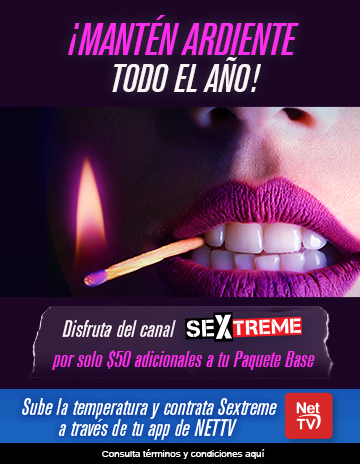 ¡MANTÉN ARDIENTE
TODO EL AÑO!
Disfruta del canal SEXTREME
por solo $50 adicionales a tu Paquete Base
Sube la temperatura y contrata Sextreme
a través de tu app de NETTV
Net
TV
Consulta términos y condiciones aquí